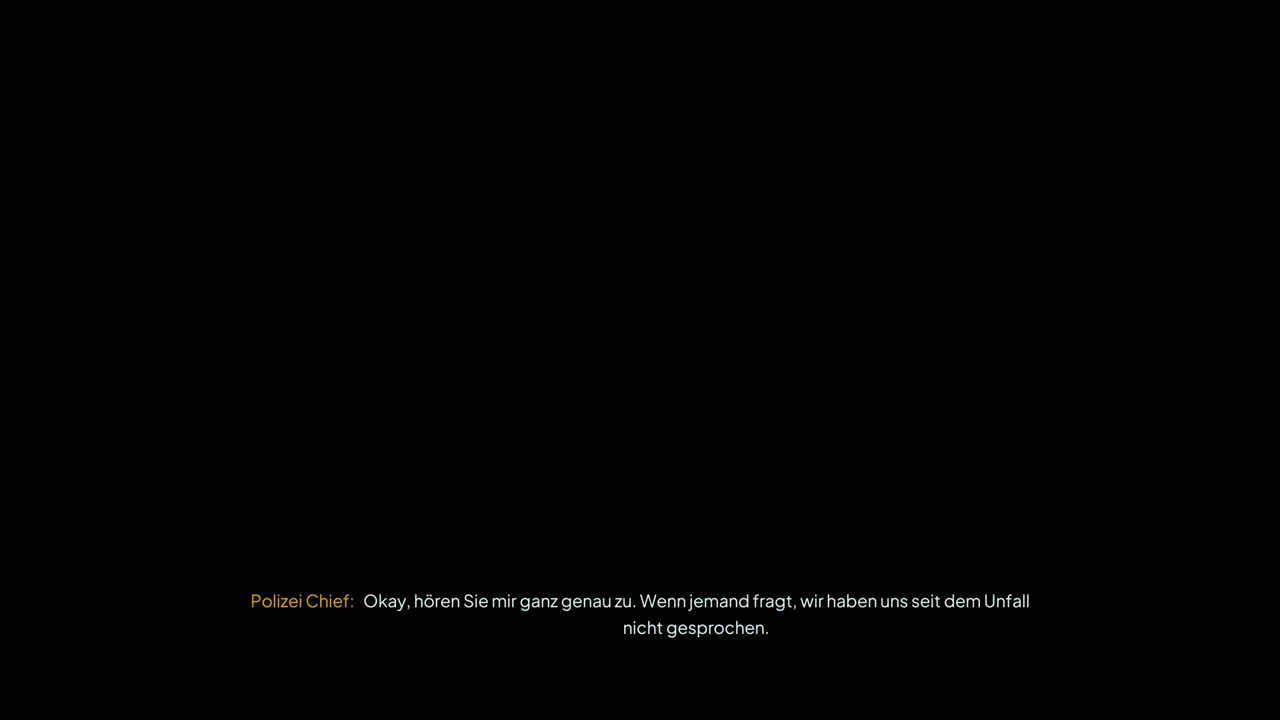 Polizei Chief: Okay, hören Sie mir ganz genau zu. Wenn jemand fragt, wir haben uns seit dem Unfall
nicht gesprochen.